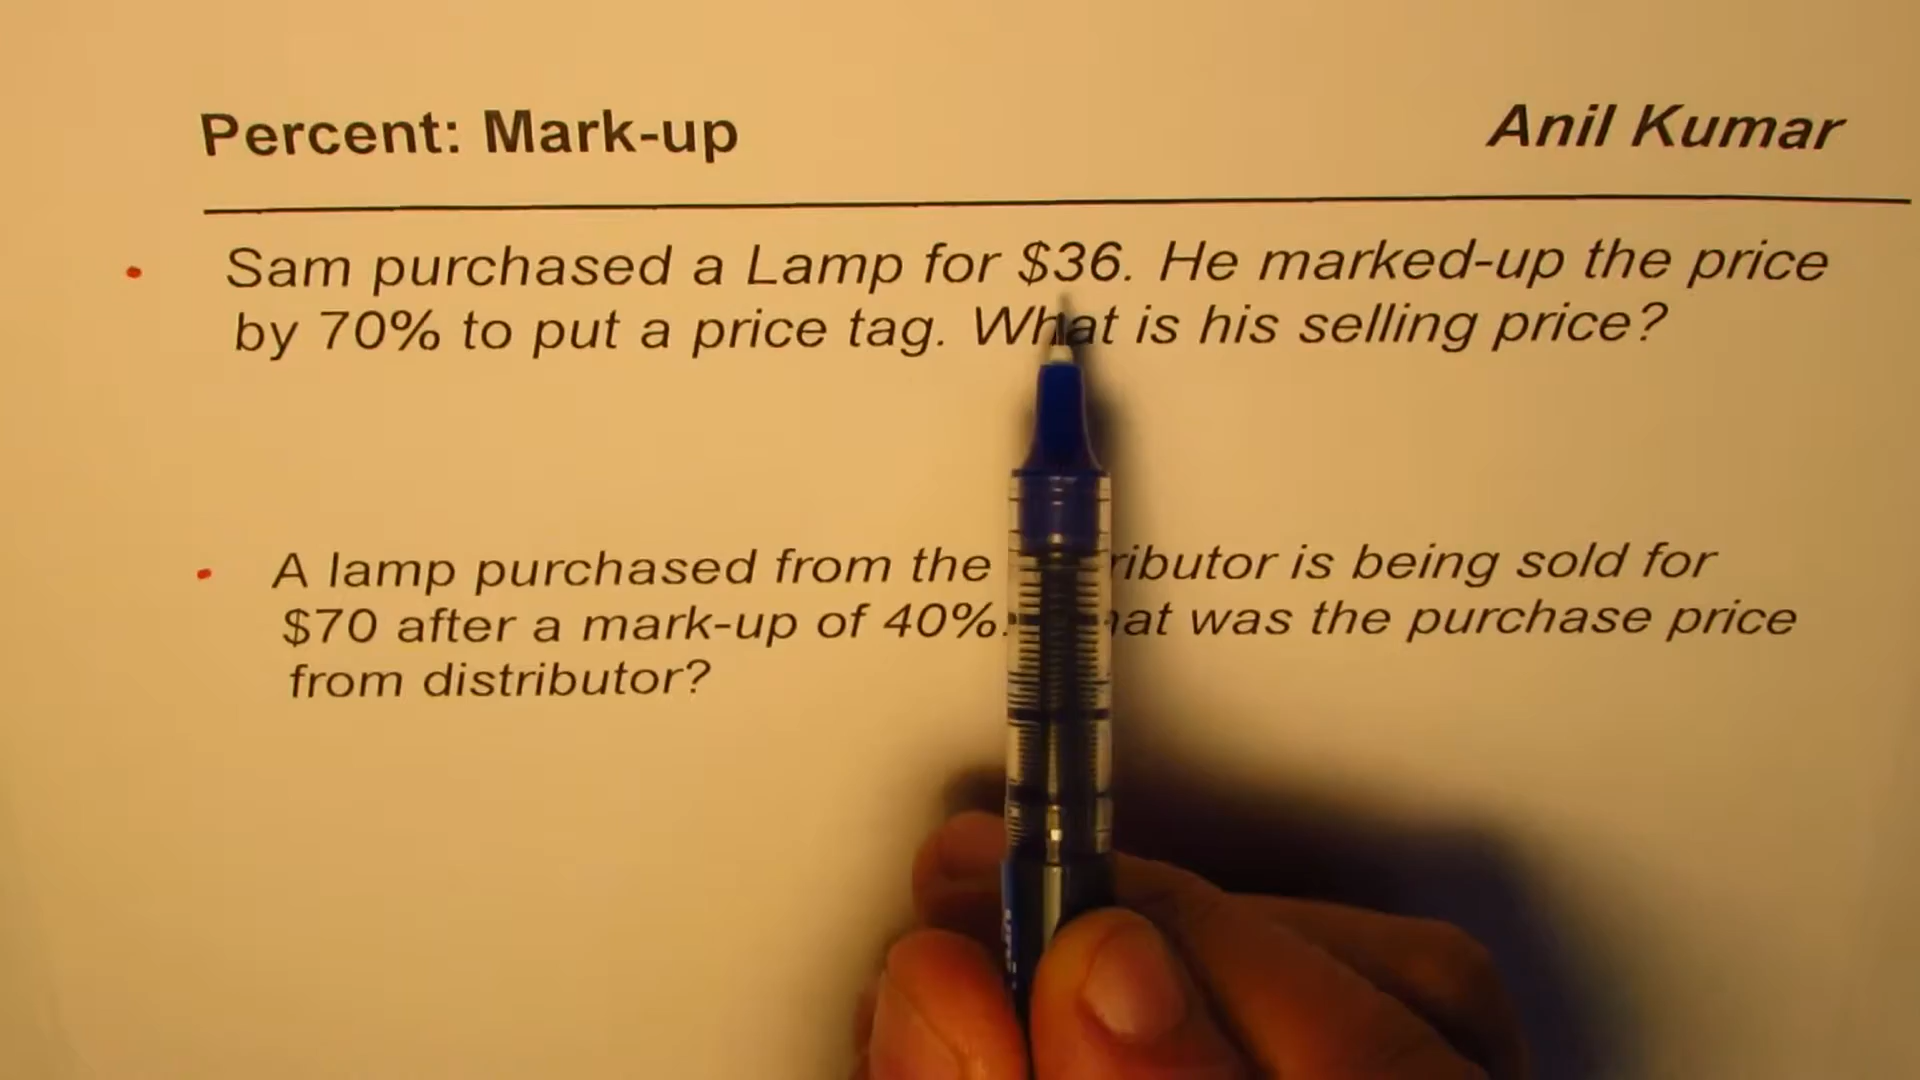 Percent: Mark-up
Anil Kumar
Sam purchased a Lamp for $36. He marked-up the price
by 70% to put a price tag. What is his selling price?
A lamp purchased from the ributor is being sold for
$70 after a mark-up of 40%. hat was the purchase price
from distributor?